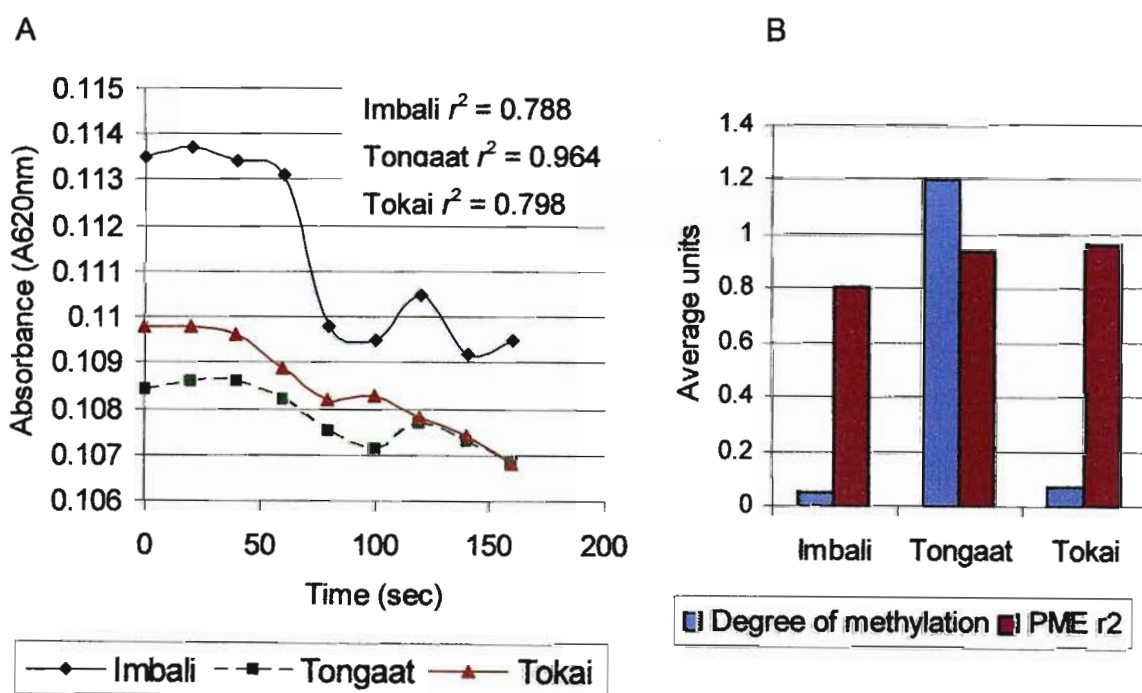 A
B
0.115
0.114
0.113
0.112
0.111
0.11
0.109
0.108
0.107
0.106
Absorbance (A620nm)
Imbali r² = 0.788
Tongaat r² = 0.964
Tokai r² = 0.798
0 50 100 150 200
Time (sec)
Imbali Tongaat Tokai
1.4
1.2
1
0.8
0.6
0.4
0.2
0
Average units
Imbali Tongaat Tokai
Degree of methylation PME r2